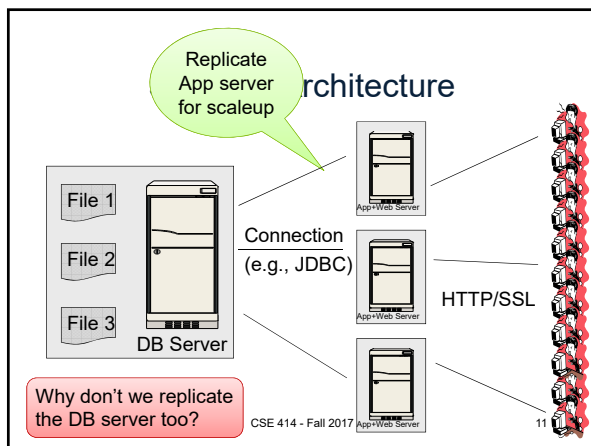 Replicate
App server
for scaleup
rchitecture
File 1
File 2
File 3
DB Server
Connection
(e.g., JDBC)
App+Web Server
App+Web Server
App+Web Server
HTTP/SSL
Why don't we replicate
the DB server too?
CSE 414 - Fall 2017
11